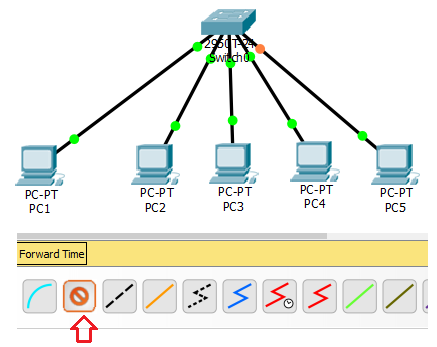 2950T-24
Switch0
PC-PT
PC1
PC-PT
PC2
PC-PT
PC3
PC-PT
PC4
PC-PT
PC5
Forward Time